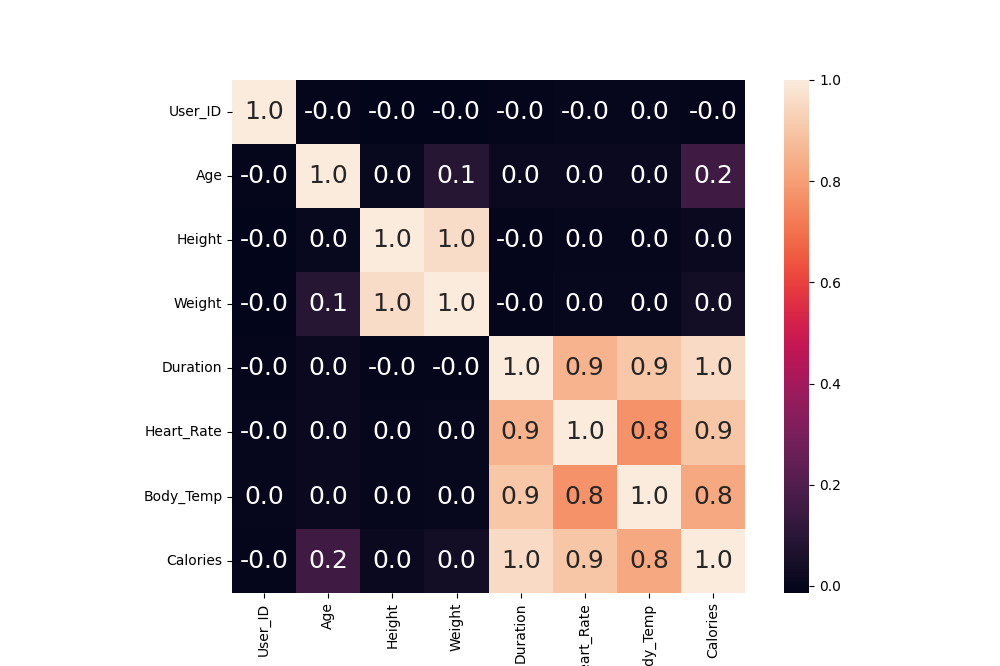 User_ID 1.0 -0.0 -0.0 -0.0 -0.0 -0.0 0.0 -0.0
Age -0.0 1.0 0.0 0.1 0.0 0.0 0.0 0.2
Height -0.0 0.0 1.0 1.0 -0.0 0.0 0.0 0.0
Weight -0.0 0.1 1.0 1.0 -0.0 0.0 0.0 0.0
Duration -0.0 0.0 -0.0 -0.0 1.0 0.9 0.9 1.0
Heart_Rate -0.0 0.0 0.0 0.0 0.9 1.0 0.8 0.9
Body_Temp 0.0 0.0 0.0 0.0 0.9 0.8 1.0 0.8
Calories -0.0 0.2 0.0 0.0 1.0 0.9 0.8 1.0
User_ID
Age
Height
Weight
Duration
eart_Rate
dy_Temp
Calories
1.0
0.8
0.6
0.4
0.2
0.0